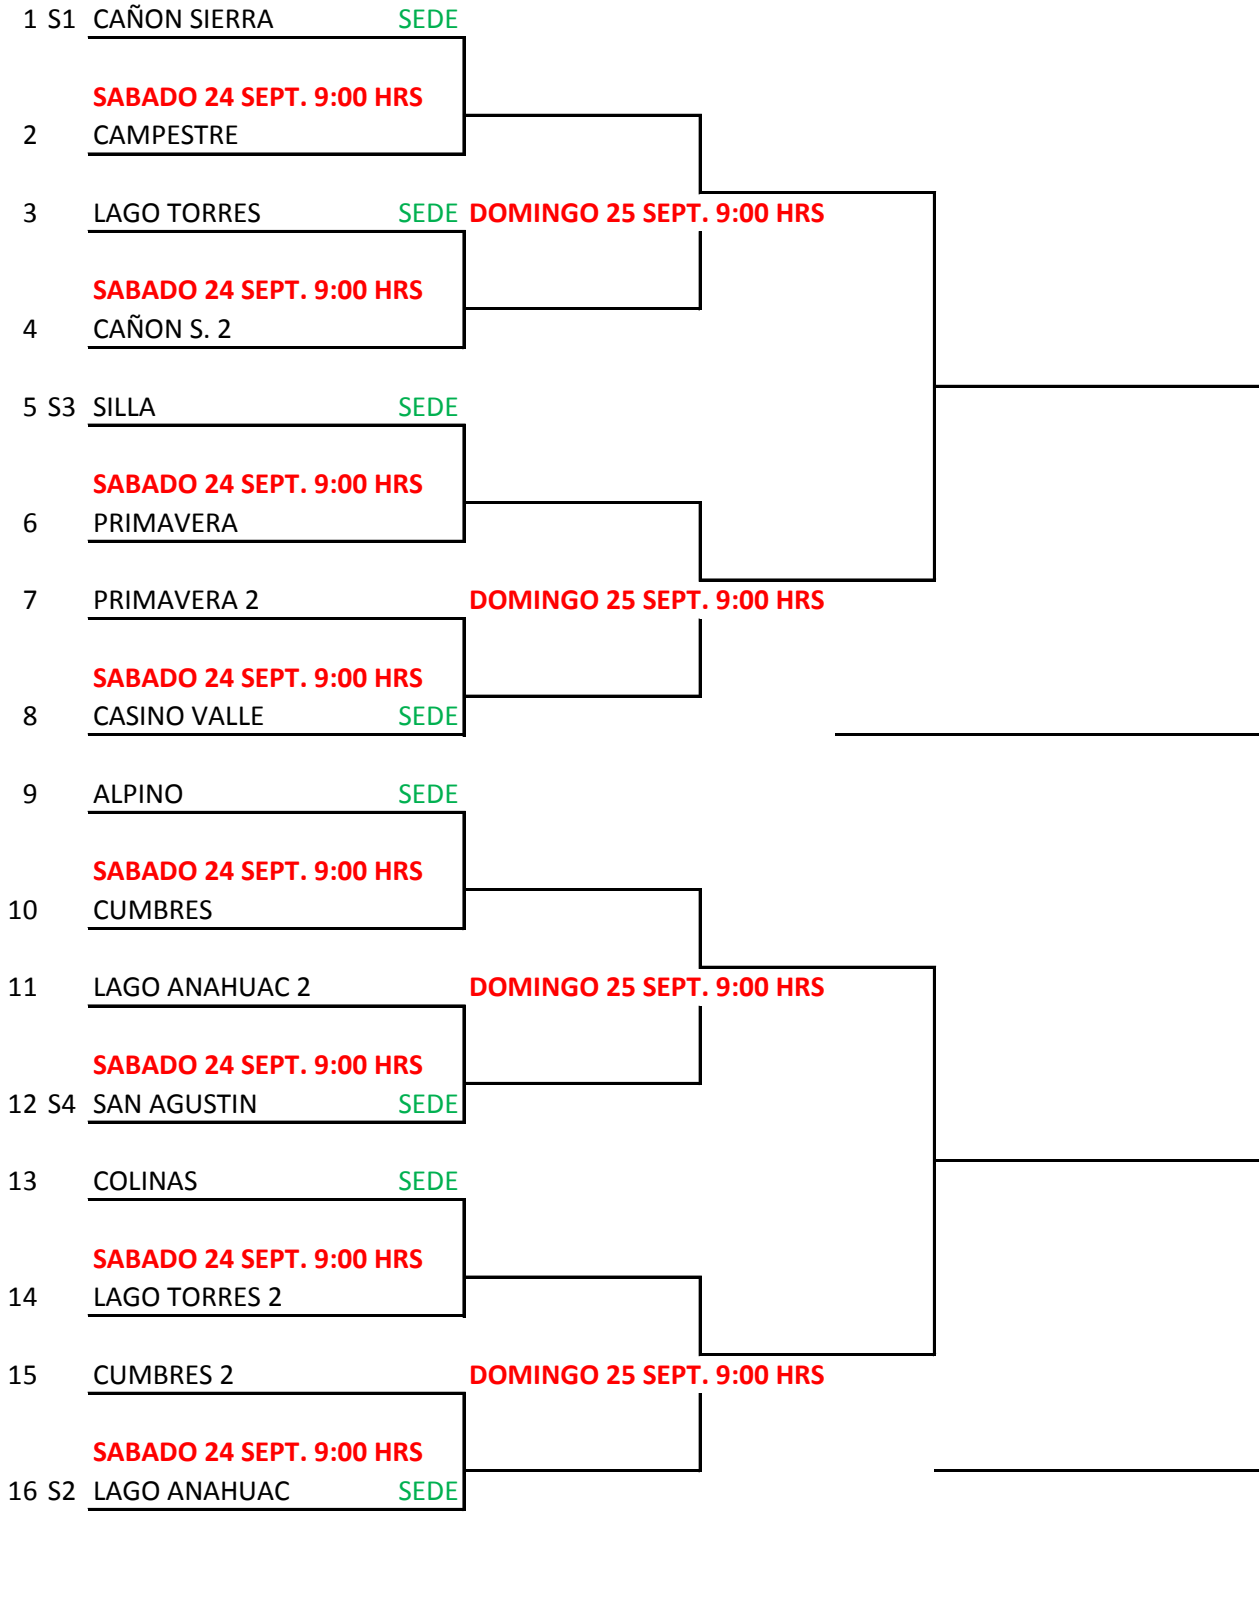 1 S1 CAÑON SIERRA SEDE
SABADO 24 SEPT. 9:00 HRS
2 CAMPESTRE
3 LAGO TORRES SEDE DOMINGO 25 SEPT. 9:00 HRS
SABADO 24 SEPT. 9:00 HRS
4 CAÑON S. 2
5 S3 SILLA SEDE
SABADO 24 SEPT. 9:00 HRS
6 PRIMAVERA
7 PRIMAVERA 2 DOMINGO 25 SEPT. 9:00 HRS
SABADO 24 SEPT. 9:00 HRS
8 CASINO VALLE SEDE
9 ALPINO SEDE
SABADO 24 SEPT. 9:00 HRS
10 CUMBRES
11 LAGO ANAHUAC 2 DOMINGO 25 SEPT. 9:00 HRS
SABADO 24 SEPT. 9:00 HRS
12 S4 SAN AGUSTIN SEDE
13 COLINAS SEDE
SABADO 24 SEPT. 9:00 HRS
14 LAGO TORRES 2
15 CUMBRES 2 DOMINGO 25 SEPT. 9:00 HRS
SABADO 24 SEPT. 9:00 HRS
16 S2 LAGO ANAHUAC SEDE